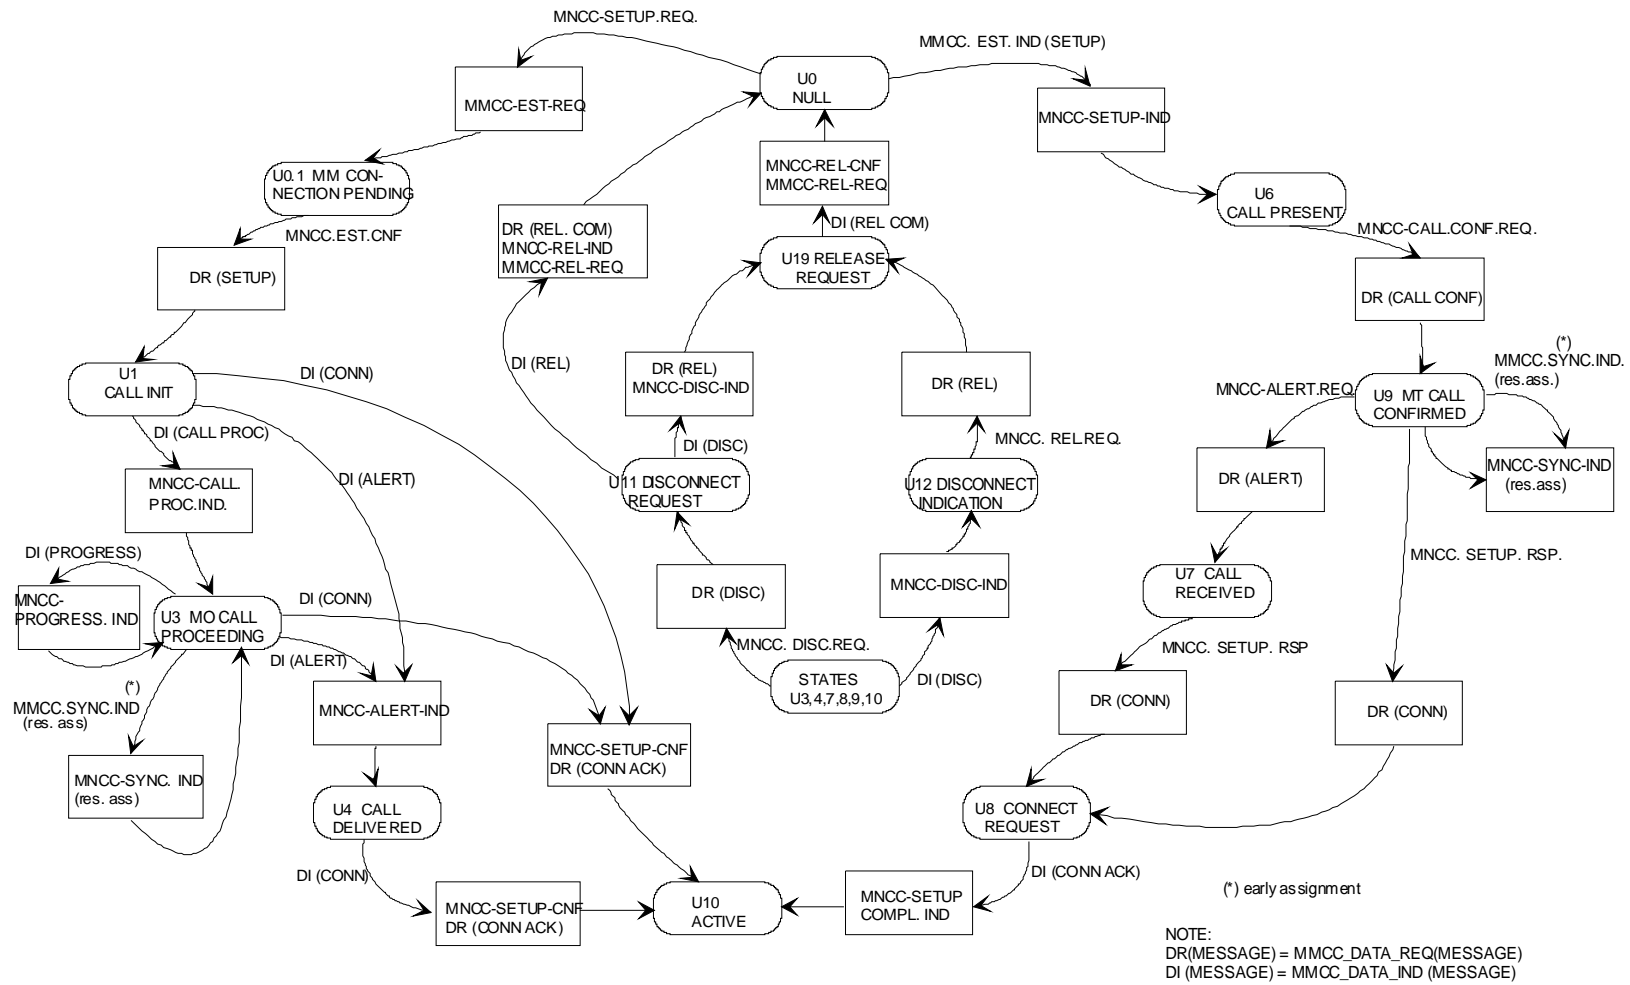 MNCC-SETUP.REQ.
MMCC. EST. IND (SETUP)
U0
NULL
MMCC-EST-REQ
MNCC-SETUP-IND
MNCC-REL-CNF
MMCC-REL-REQ
U0.1 MM CON-
NECTION PENDING
U6
CALL PRESENT
DI (REL COM)
MNCC.EST.CNF
DR (REL. COM)
MNCC-REL-IND
MMCC-REL-REQ
MNCC-CALL.CONF.REQ.
U19 RELEASE
REQUEST
DR (SETUP)
DR (CALL CONF)
(*)
MMCC.SYNC.IND.
(res.ass.)
DI (REL)
U1
CALL INIT
DI (CONN)
DR (REL)
MNCC-DISC-IND
DR (REL)
MNCC-ALERT.REQ.
U9 MT CALL
CONFIRMED
DI (CALL PROC)
DI (DISC)
MNCC. REL.REQ.
DI (ALERT)
MNCC-CALL.
PROC.IND.
U11 DISCONNECT
REQUEST
U12 DISCONNECT
INDICATION
DR (ALERT)
MNCC-SYNC-IND
(res.ass)
DI (PROGRESS)
MNCC. SETUP. RSP.
MNCC-
PROGRESS. IND
DI (CONN)
DR (DISC)
MNCC-DISC-IND
U7 CALL
RECEIVED
U3 MO CALL
PROCEEDING
DI (ALERT)
MNCC. DISC.REQ.
MNCC. SETUP. RSP
(*)
MMCC.SYNC.IND
(res. ass)
STATES
U3,4,7,8,9,10
DI (DISC)
MNCC-ALERT-IND
DR (CONN)
DR (CONN)
MNCC-SYNC. IND
(res. ass)
MNCC-SETUP-CNF
DR (CONN ACK)
U4 CALL
DELIVERED
U8 CONNECT
REQUEST
DI (CONN)
DI (CONN ACK)
MNCC-SETUP-CNF
DR (CONN ACK)
U10
ACTIVE
MNCC-SETUP
COMPL. IND
(*) early assignment
NOTE:
DR(MESSAGE) = MMCC_DATA_REQ(MESSAGE)
DI (MESSAGE) = MMCC_DATA_IND (MESSAGE)